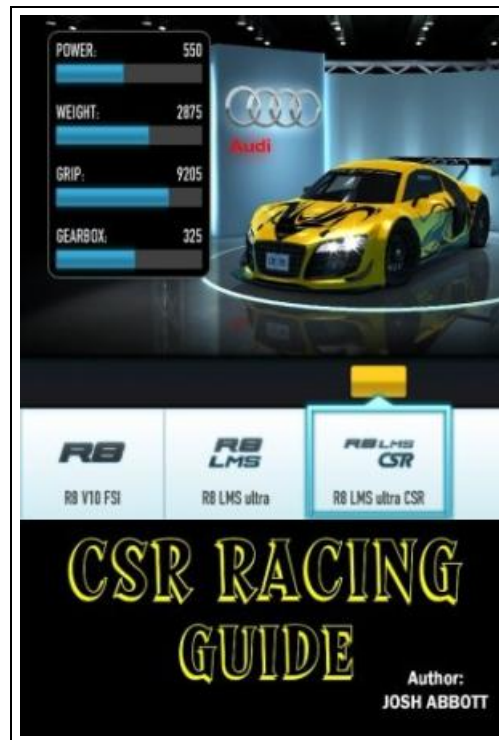 POWER: 550
WEIGHT: 2875
GRIP: 9205
GEARBOX: 325
Audi
R8
R8 V10 FSI
R8
LMS
R8 LMS ultra
R8 LMS
CSR
R8 LMS ultra CSR
CSR RACING
GUIDE
Author:
JOSH ABBOTT